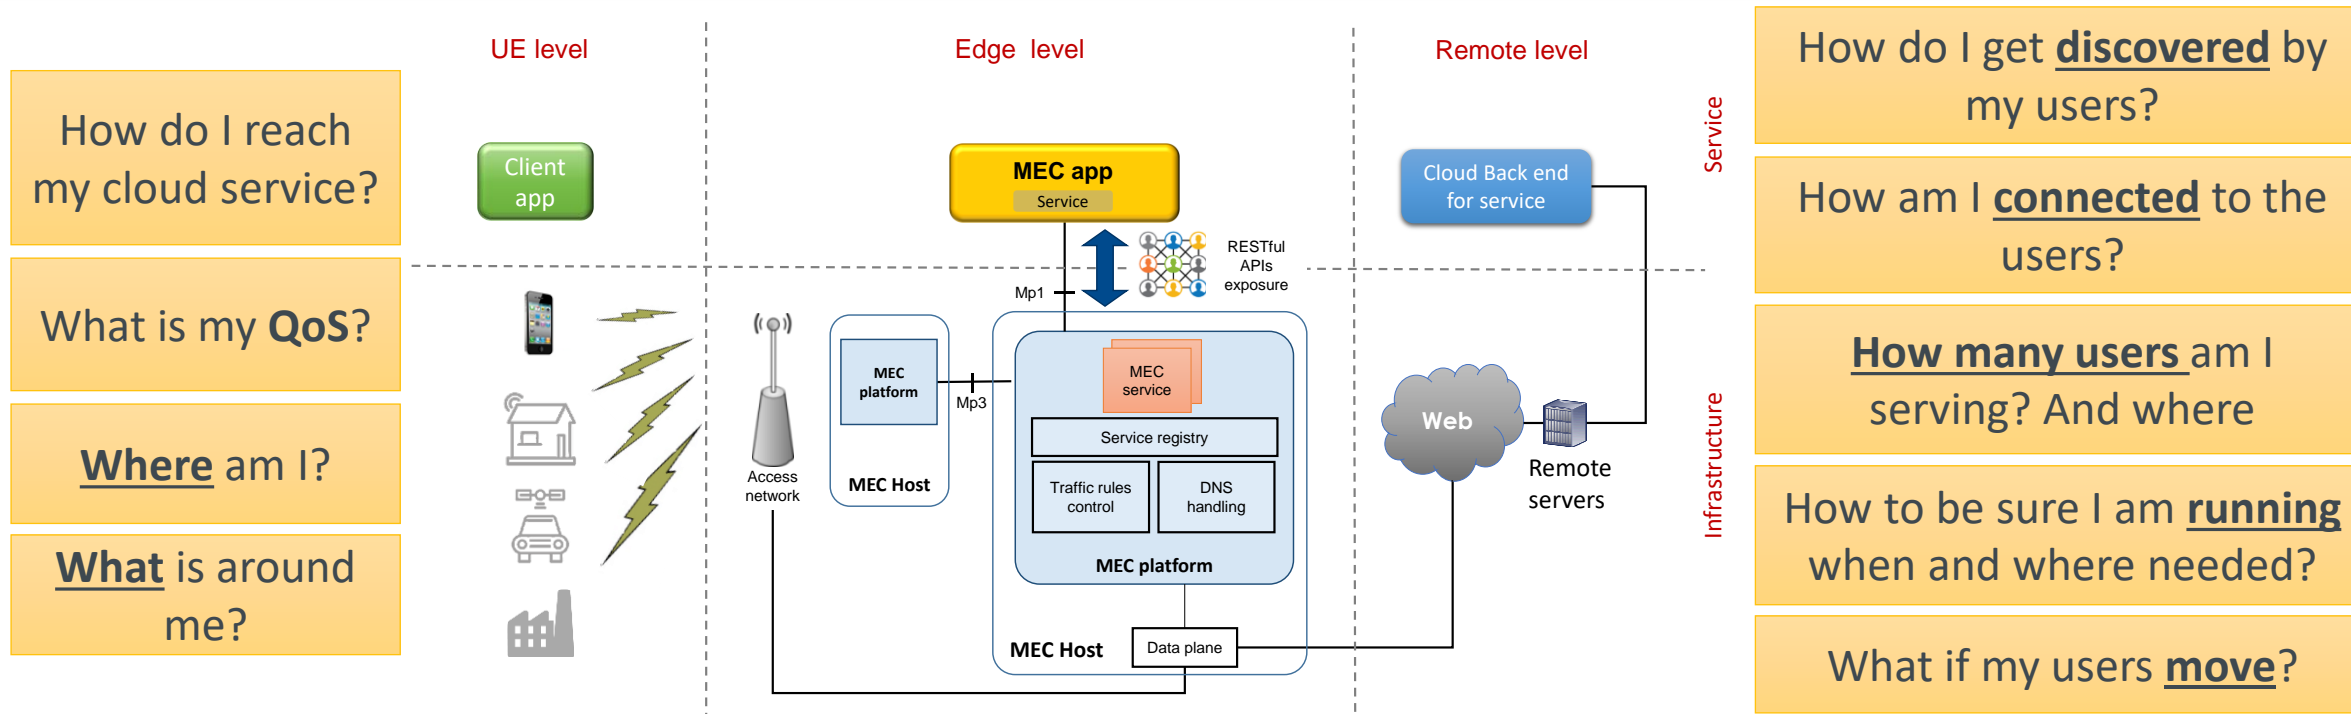 How do I reach
my cloud service?
What is my QoS?
Where am I?
What is around
me?
UE level
Edge level
Remote level
Client
app
MEC app
Service
Cloud Back end
for service
RESTful
APIs
exposure
Mp1
Service
Infrastructure
Access
network
MEC
platform
MEC Host
Mp3
MEC
service
Service registry
Traffic rules
control
DNS
handling
MEC platform
MEC Host
Data plane
Web
Remote
servers
How do I get discovered by
my users?
How am I connected to the
users?
How many users am I
serving? And where
How to be sure I am running
when and where needed?
What if my users move?